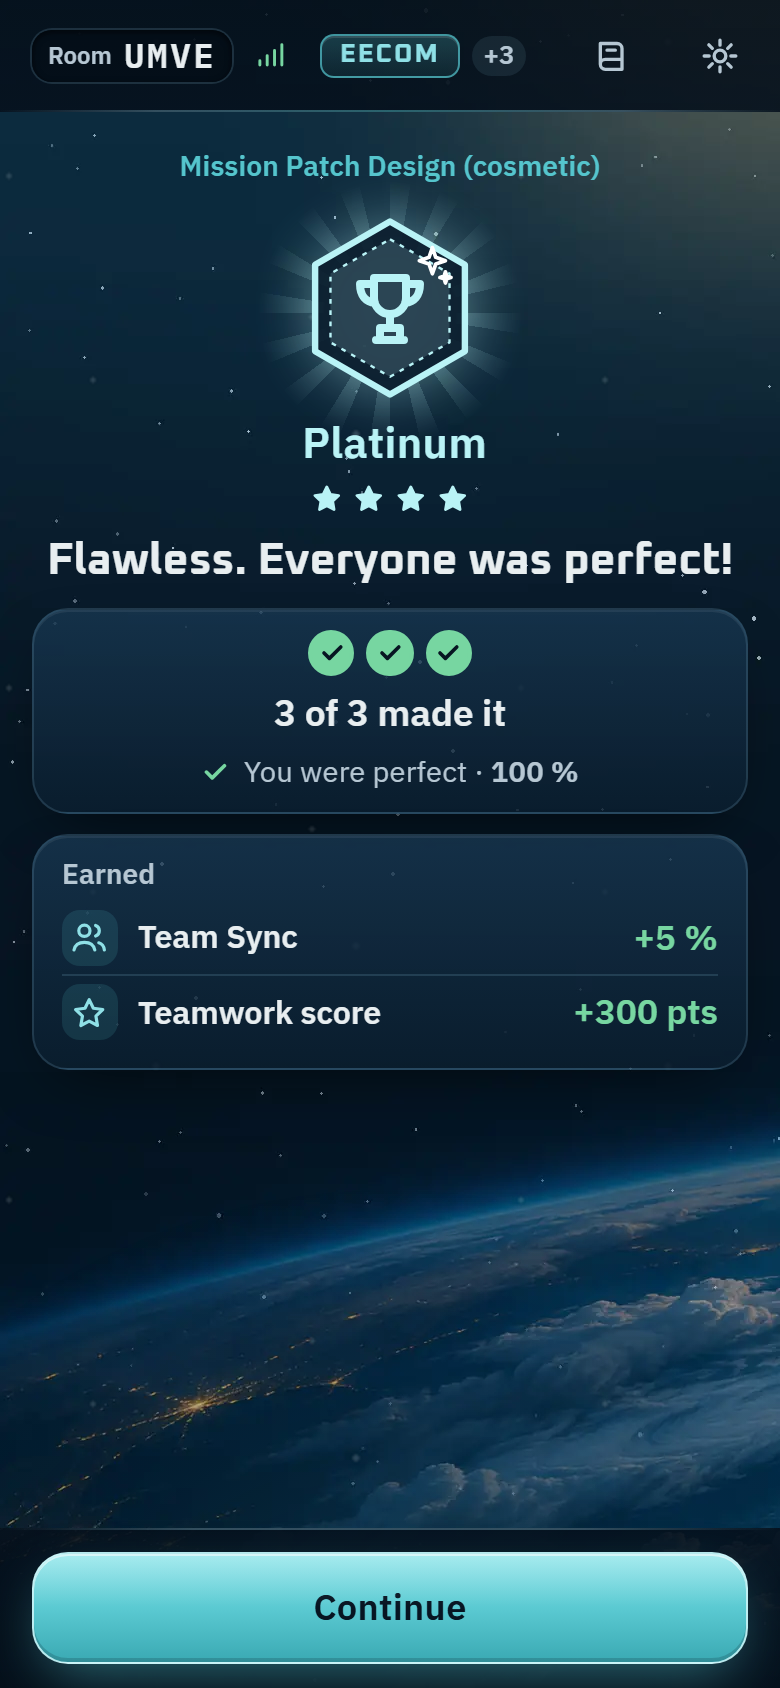 Room UMVE EECOM +3
Mission Patch Design (cosmetic)
Platinum
Flawless. Everyone was perfect!
3 of 3 made it
You were perfect · 100 %
Earned
Team Sync +5 %
Teamwork score +300 pts
Continue